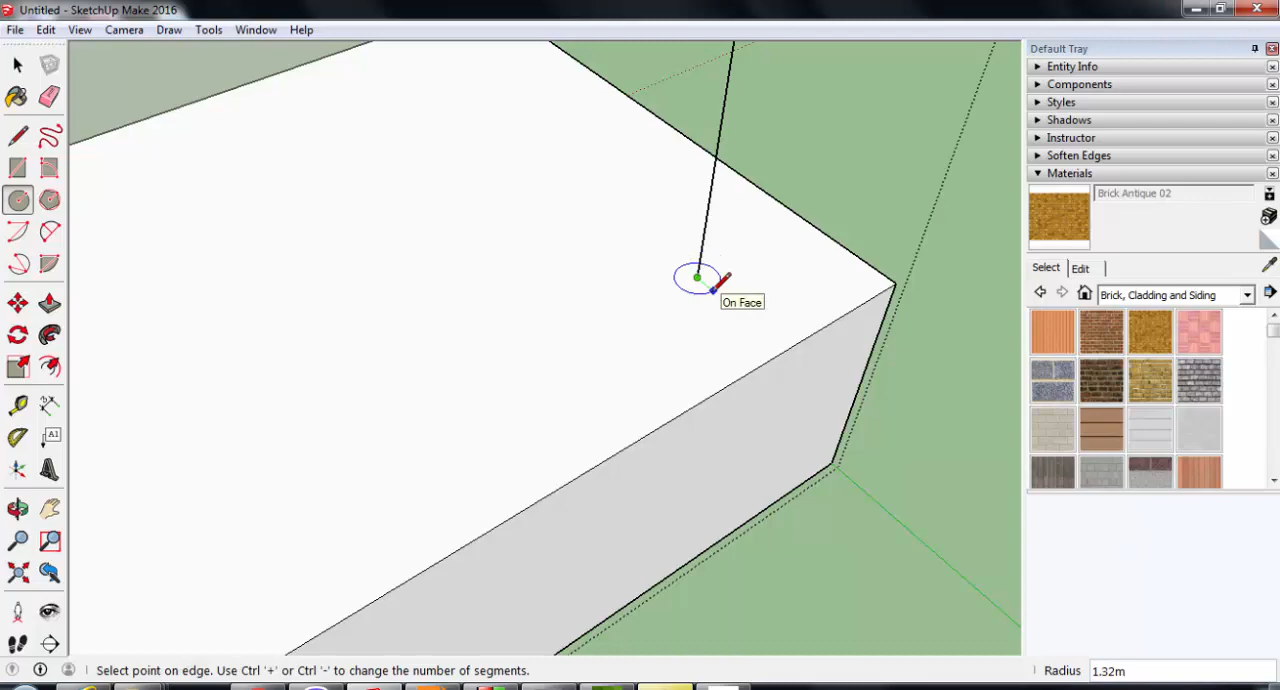 Untitled - SketchUp Make 2016
File Edit View Camera Draw Tools Window Help
Default Tray
Entity Info
Components
Styles
Shadows
Instructor
Soften Edges
Materials
Brick Antique 02
Select Edit
Brick, Cladding and Siding
On Face
A1
Select point on edge. Use Ctrl '+' or Ctrl '-' to change the number of segments.
Radius 1.32m